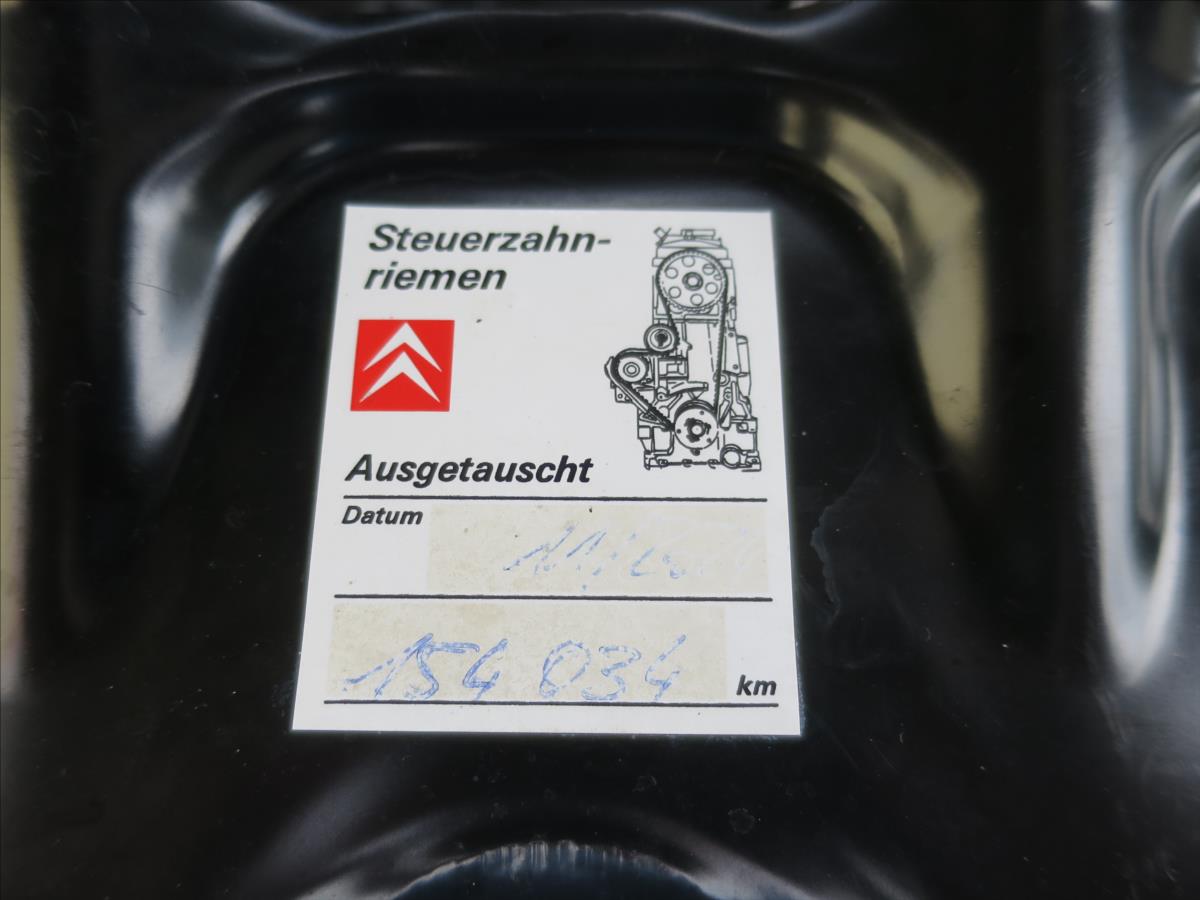 Steuerzahn-
riemen
Ausgetauscht
Datum
154 034 km